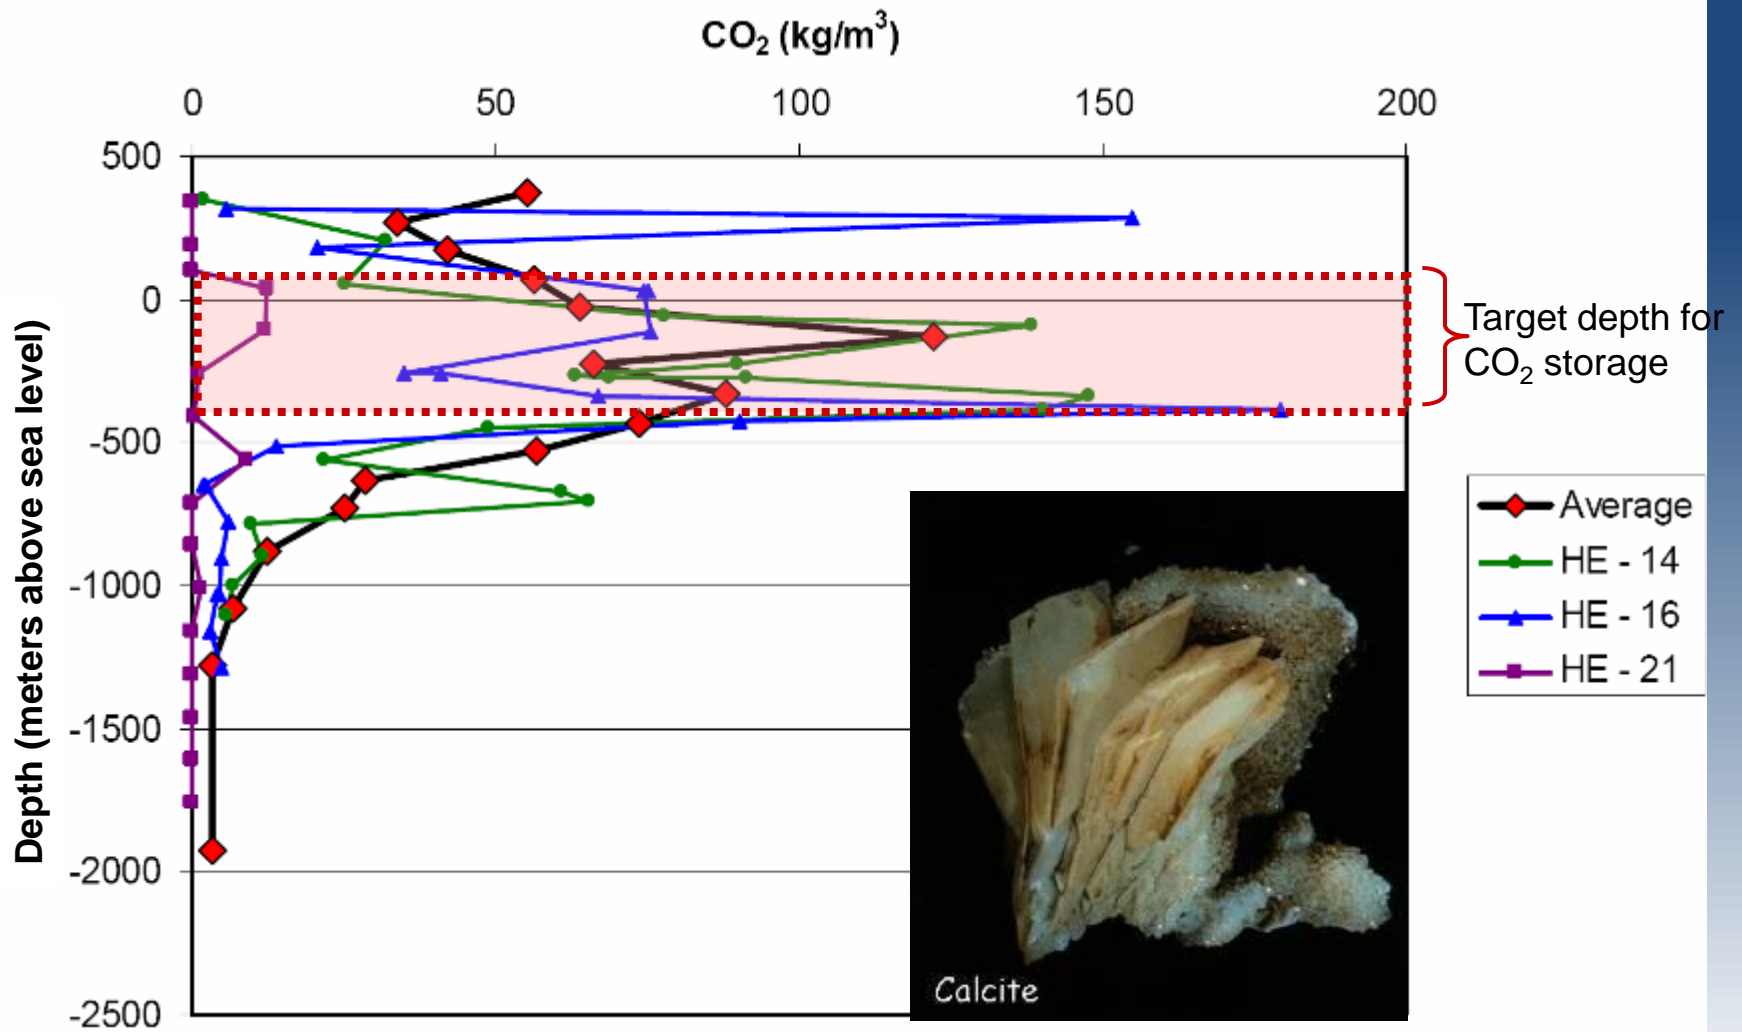 CO₂ (kg/m³)
0 50 100 150 200
500
0
-500
-1000
-1500
-2000
-2500
Depth (meters above sea level)
Target depth for
CO₂ storage
Average
HE - 14
HE - 16
HE - 21
Calcite